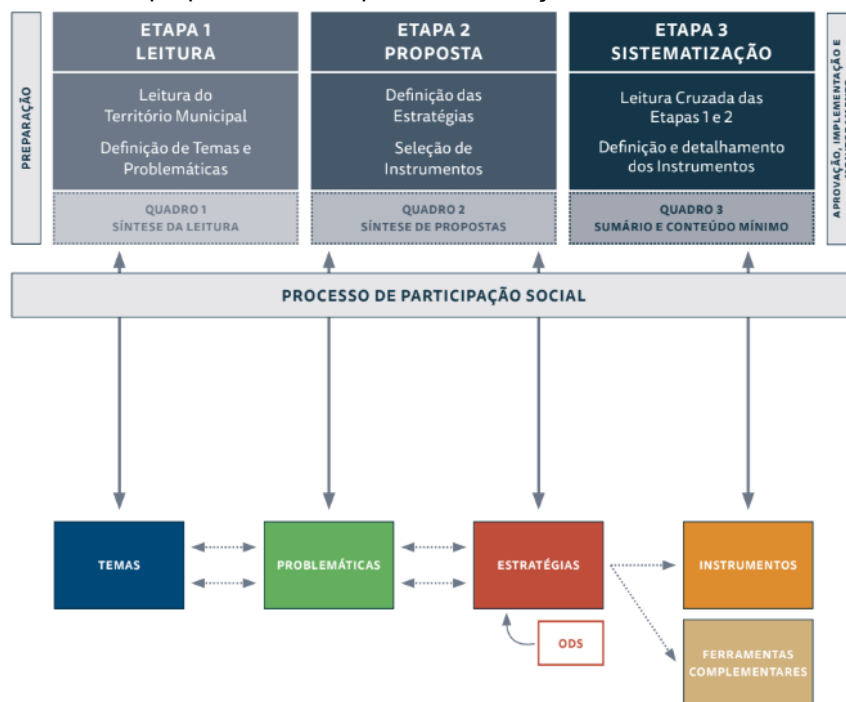 PREPARAÇÃO
ETAPA 1
LEITURA
Leitura do
Território Municipal
Definição de Temas e
Problemáticas
QUADRO 1
SÍNTESE DA LEITURA
ETAPA 2
PROPOSTA
Definição das
Estratégias
Seleção de
Instrumentos
QUADRO 2
SÍNTESE DE PROPOSTAS
ETAPA 3
SISTEMATIZAÇÃO
Leitura Cruzada das
Etapas 1 e 2
Definição e detalhamento
dos Instrumentos
QUADRO 3
SUMÁRIO E CONTEÚDO MÍNIMO
APROVAÇÃO, IMPLEMENTAÇÃO E
PROCESSO DE PARTICIPAÇÃO SOCIAL
TEMAS
PROBLEMÁTICAS
ESTRATÉGIAS
INSTRUMENTOS
ODS
FERRAMENTAS
COMPLEMENTARES